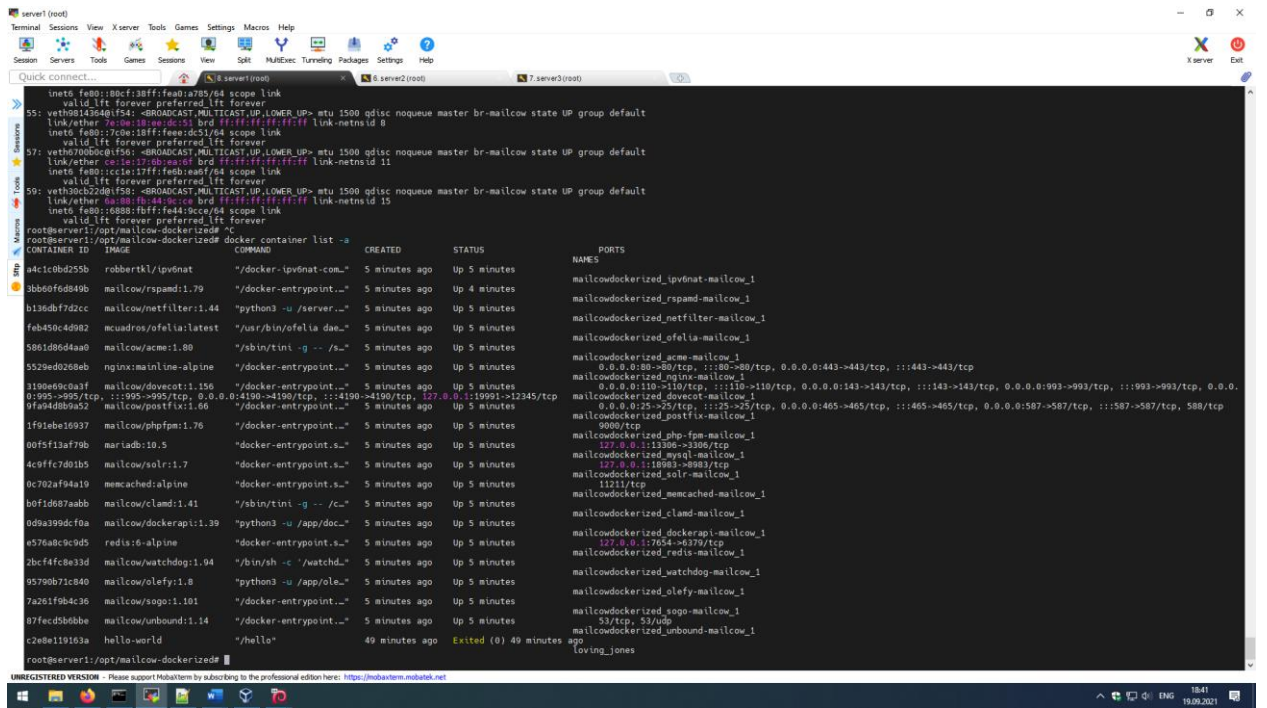 server1 (root)
Terminal Sessions View X server Tools Games Settings Macros Help
Session Servers Tools Games Sessions View Split MultiExec Tunneling Packages Settings Help X server Exit
Quick connect... 8. server1 (root) 6. server2 (root) 7. server3 (root)
Sessions
Tools
Macros
Sftp
inet6 fe80::80cf:38ff:fea0:a785/64 scope link
valid_lft forever preferred_lft forever
55: veth9814364@if54: <BROADCAST,MULTICAST,UP,LOWER_UP> mtu 1500 qdisc noqueue master br-mailcow state UP group default
link/ether 7e:0e:18:ee:dc:51 brd ff:ff:ff:ff:ff:ff link-netnsid 8
inet6 fe80::7c0e:18ff:feee:dc51/64 scope link
valid_lft forever preferred_lft forever
57: veth6700b0c@if56: <BROADCAST,MULTICAST,UP,LOWER_UP> mtu 1500 qdisc noqueue master br-mailcow state UP group default
link/ether ce:1e:17:6b:ea:6f brd ff:ff:ff:ff:ff:ff link-netnsid 11
inet6 fe80::cc1e:17ff:fe6b:ea6f/64 scope link
valid_lft forever preferred_lft forever
59: veth30cb22d@if58: <BROADCAST,MULTICAST,UP,LOWER_UP> mtu 1500 qdisc noqueue master br-mailcow state UP group default
link/ether 6a:88:fb:44:9c:ce brd ff:ff:ff:ff:ff:ff link-netnsid 15
inet6 fe80::6888:fbff:fe44:9cce/64 scope link
valid_lft forever preferred_lft forever
root@server1:/opt/mailcow-dockerized# ^C
root@server1:/opt/mailcow-dockerized# docker container list -a
CONTAINER ID IMAGE COMMAND CREATED STATUS PORTS
NAMES
a4c1c0bd255b robbertkl/ipv6nat "/docker-ipv6nat-com…" 5 minutes ago Up 5 minutes
mailcowdockerized_ipv6nat-mailcow_1
3bb60f6d849b mailcow/rspamd:1.79 "/docker-entrypoint.…" 5 minutes ago Up 4 minutes
mailcowdockerized_rspamd-mailcow_1
b136dbf7d2cc mailcow/netfilter:1.44 "python3 -u /server.…" 5 minutes ago Up 5 minutes
mailcowdockerized_netfilter-mailcow_1
feb450c4d982 mcuadros/ofelia:latest "/usr/bin/ofelia dae…" 5 minutes ago Up 5 minutes
mailcowdockerized_ofelia-mailcow_1
5861d86d4aa0 mailcow/acme:1.80 "/sbin/tini -g -- /s…" 5 minutes ago Up 5 minutes
mailcowdockerized_acme-mailcow_1
5529ed0268eb nginx:mainline-alpine "/docker-entrypoint.…" 5 minutes ago Up 5 minutes 0.0.0.0:80->80/tcp, :::80->80/tcp, 0.0.0.0:443->443/tcp, :::443->443/tcp
mailcowdockerized_nginx-mailcow_1
3190e69c0a3f mailcow/dovecot:1.156 "/docker-entrypoint.…" 5 minutes ago Up 5 minutes 0.0.0.0:110->110/tcp, :::110->110/tcp, 0.0.0.0:143->143/tcp, :::143->143/tcp, 0.0.0.0:993->993/tcp, :::993->993/tcp, 0.0.0.
0:995->995/tcp, :::995->995/tcp, 0.0.0.0:4190->4190/tcp, :::4190->4190/tcp, 127.0.0.1:19991->12345/tcp mailcowdockerized_dovecot-mailcow_1
9fa94d8b9a52 mailcow/postfix:1.66 "/docker-entrypoint.…" 5 minutes ago Up 5 minutes 0.0.0.0:25->25/tcp, :::25->25/tcp, 0.0.0.0:465->465/tcp, :::465->465/tcp, 0.0.0.0:587->587/tcp, :::587->587/tcp, 588/tcp
mailcowdockerized_postfix-mailcow_1
1f91ebe16937 mailcow/phpfpm:1.76 "/docker-entrypoint.…" 5 minutes ago Up 5 minutes 9000/tcp
mailcowdockerized_php-fpm-mailcow_1
00f5f13af79b mariadb:10.5 "docker-entrypoint.s…" 5 minutes ago Up 5 minutes 127.0.0.1:13306->3306/tcp
mailcowdockerized_mysql-mailcow_1
4c9ffc7d01b5 mailcow/solr:1.7 "docker-entrypoint.s…" 5 minutes ago Up 5 minutes 127.0.0.1:18983->8983/tcp
mailcowdockerized_solr-mailcow_1
0c702af94a19 memcached:alpine "docker-entrypoint.s…" 5 minutes ago Up 5 minutes 11211/tcp
mailcowdockerized_memcached-mailcow_1
b0f1d687aabb mailcow/clamd:1.41 "/sbin/tini -g -- /c…" 5 minutes ago Up 5 minutes
mailcowdockerized_clamd-mailcow_1
0d9a399dcf0a mailcow/dockerapi:1.39 "python3 -u /app/doc…" 5 minutes ago Up 5 minutes
mailcowdockerized_dockerapi-mailcow_1
e576a8c9c9d5 redis:6-alpine "docker-entrypoint.s…" 5 minutes ago Up 5 minutes 127.0.0.1:7654->6379/tcp
mailcowdockerized_redis-mailcow_1
2bcf4fc8e33d mailcow/watchdog:1.94 "/bin/sh -c '/watchd…" 5 minutes ago Up 5 minutes
mailcowdockerized_watchdog-mailcow_1
95790b71c840 mailcow/olefy:1.8 "python3 -u /app/ole…" 5 minutes ago Up 5 minutes
mailcowdockerized_olefy-mailcow_1
7a261f9b4c36 mailcow/sogo:1.101 "/docker-entrypoint.…" 5 minutes ago Up 5 minutes
mailcowdockerized_sogo-mailcow_1
87fecd5b6bbe mailcow/unbound:1.14 "/docker-entrypoint.…" 5 minutes ago Up 5 minutes 53/tcp, 53/udp
mailcowdockerized_unbound-mailcow_1
c2e8e119163a hello-world "/hello" 49 minutes ago Exited (0) 49 minutes ago
loving_jones
root@server1:/opt/mailcow-dockerized#
UNREGISTERED VERSION - Please support MobaXterm by subscribing to the professional edition here: https://mobaxterm.mobatek.net
ENG 18:41
19.09.2021